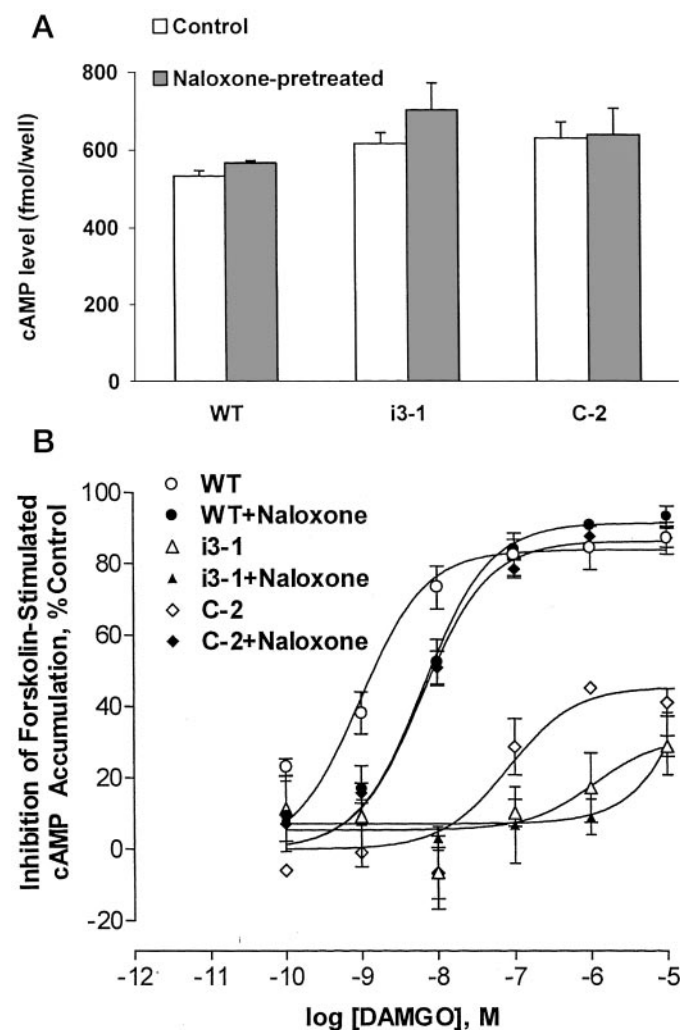 A
Control
Naloxone-pretreated
cAMP level (fmol/well)
800
600
400
200
0
WT i3-1 C-2
B
WT
WT+Naloxone
i3-1
i3-1+Naloxone
C-2
C-2+Naloxone
Inhibition of Forskolin-Stimulated
cAMP Accumulation, %Control
100
80
60
40
20
0
-20
-12 -11 -10 -9 -8 -7 -6 -5
log [DAMGO], M